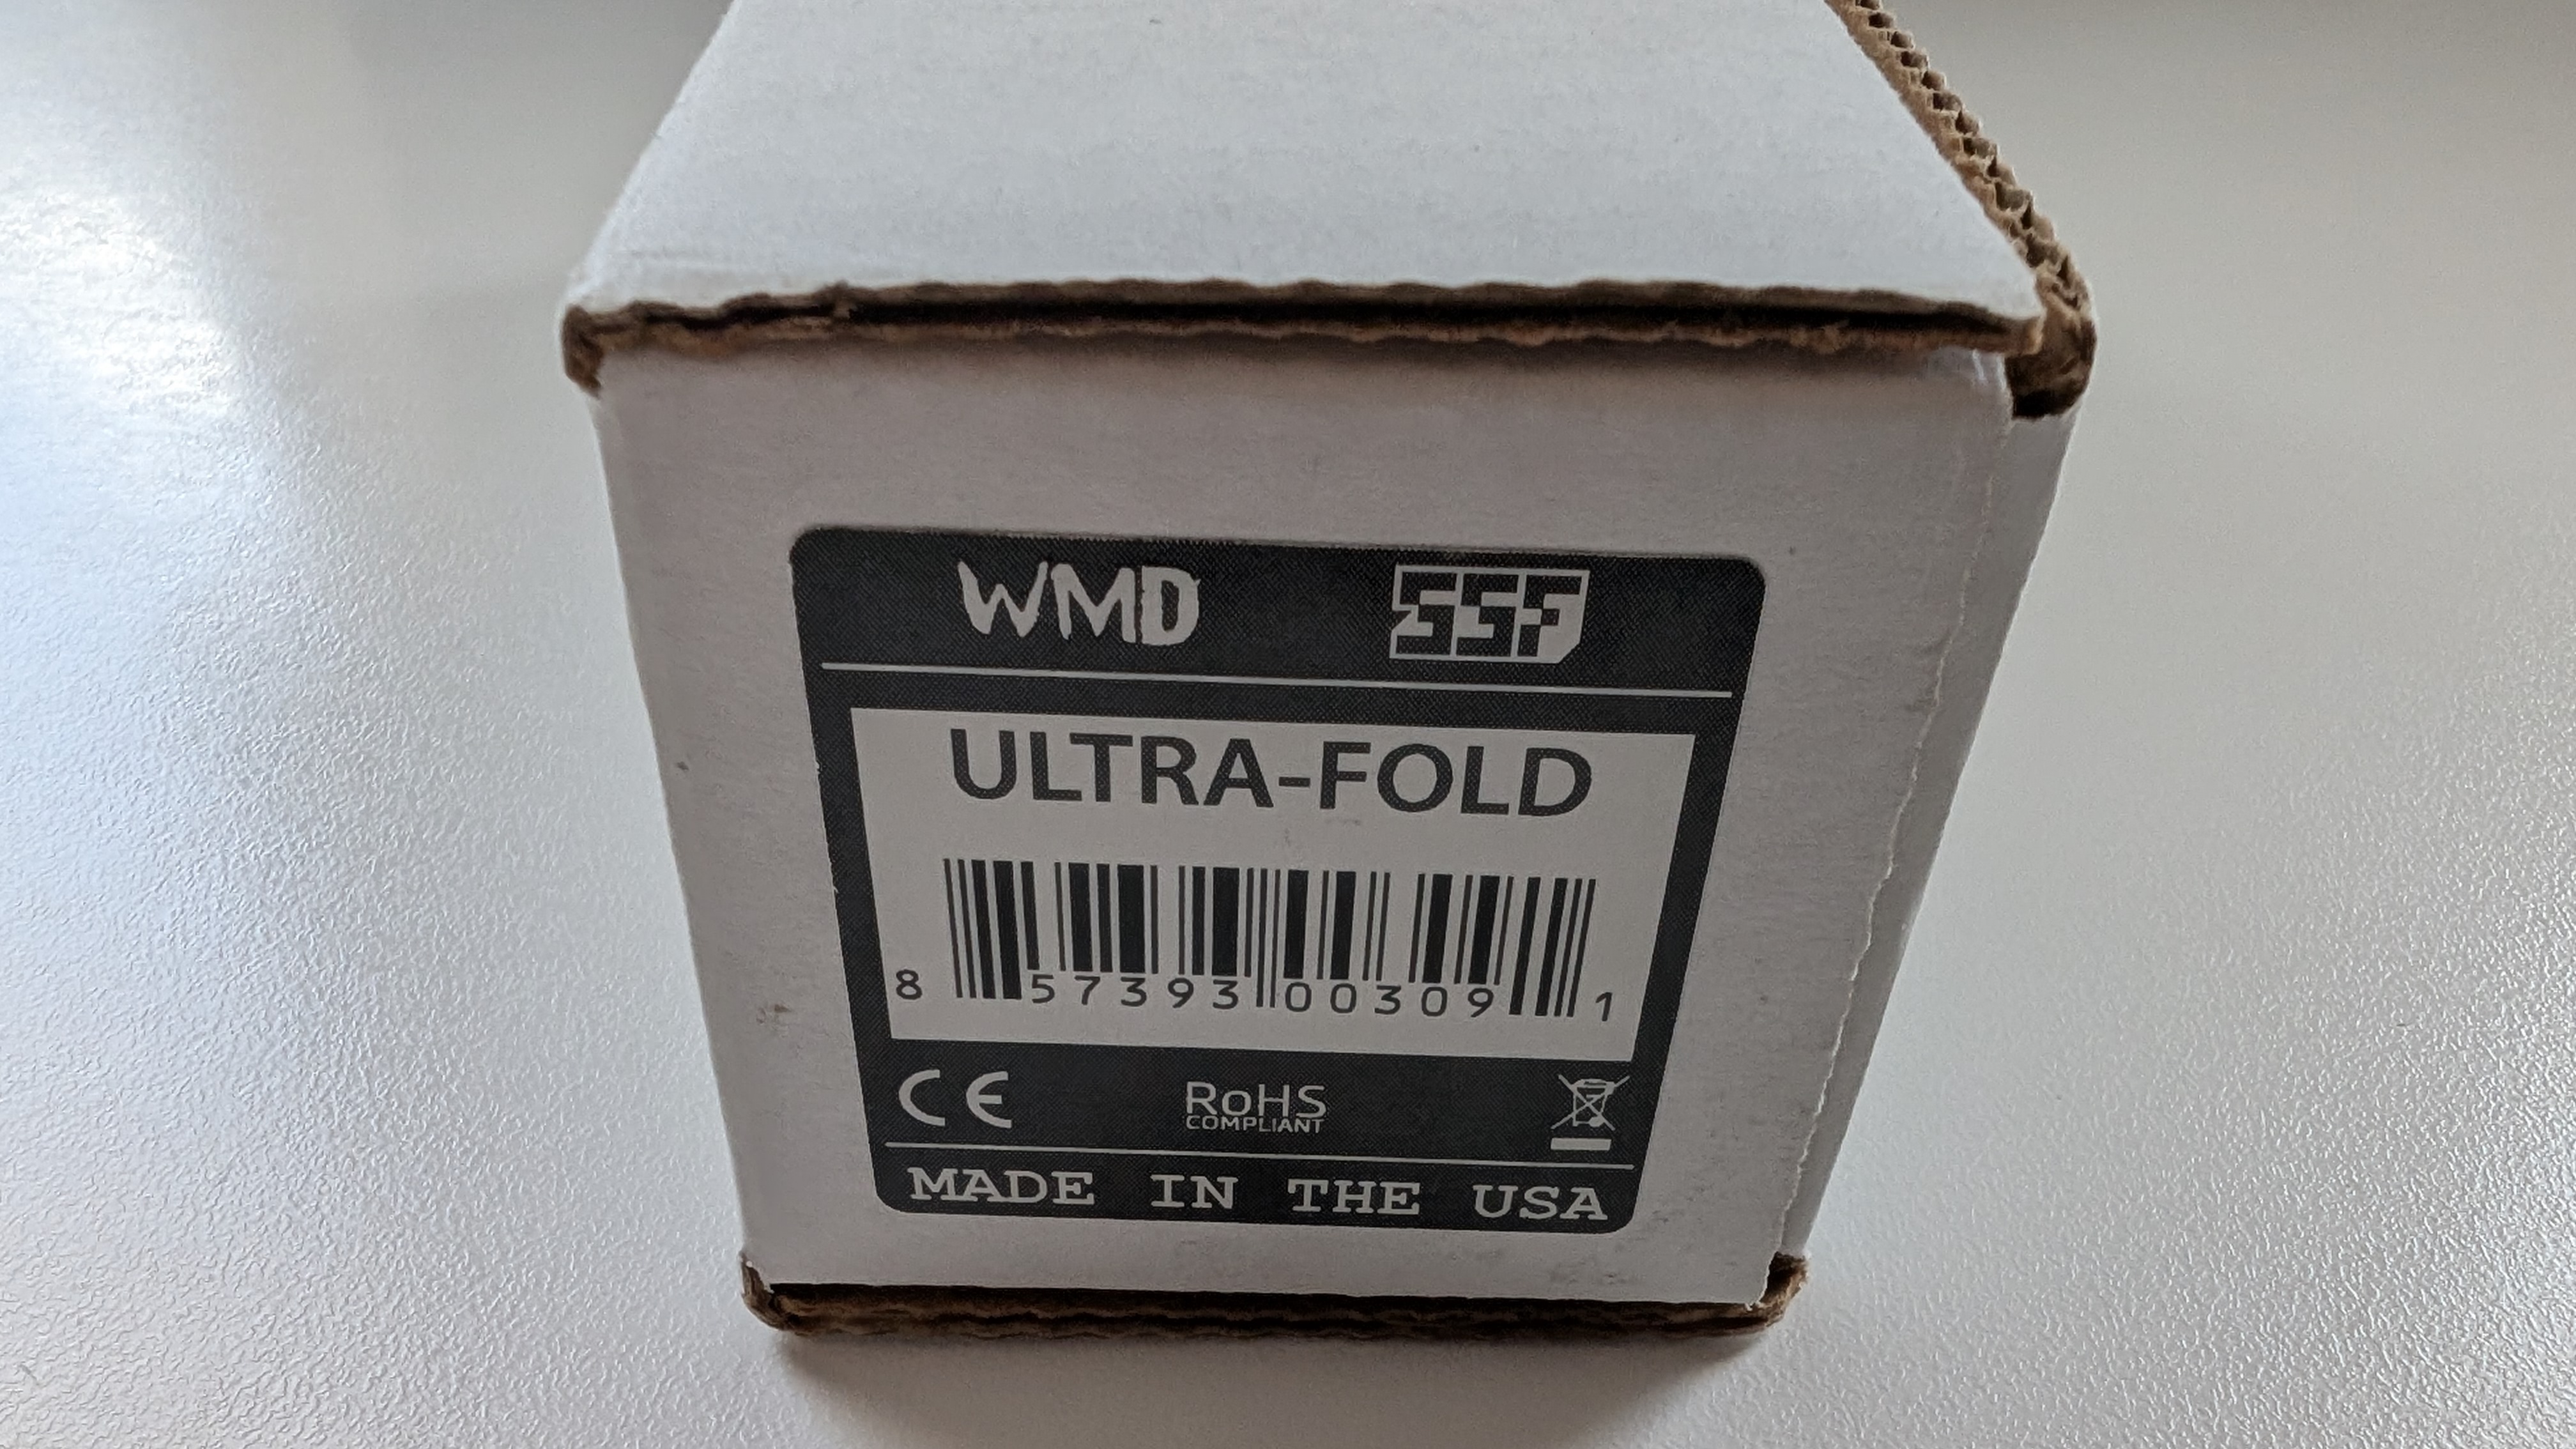 WMD SSF
ULTRA-FOLD
8 57393 00309 1
CE RoHS
COMPLIANT
MADE IN THE USA